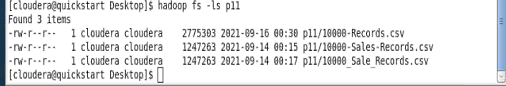 [cloudera@quickstart Desktop]$ hadoop fs -ls p11
Found 3 items
-rw-r--r--   1 cloudera cloudera    2775303 2021-09-16 00:30 p11/10000-Records.csv
-rw-r--r--   1 cloudera cloudera    1247263 2021-09-14 00:15 p11/10000-Sales-Records.csv
-rw-r--r--   1 cloudera cloudera    1247263 2021-09-14 00:17 p11/10000_Sale_Records.csv
[cloudera@quickstart Desktop]$